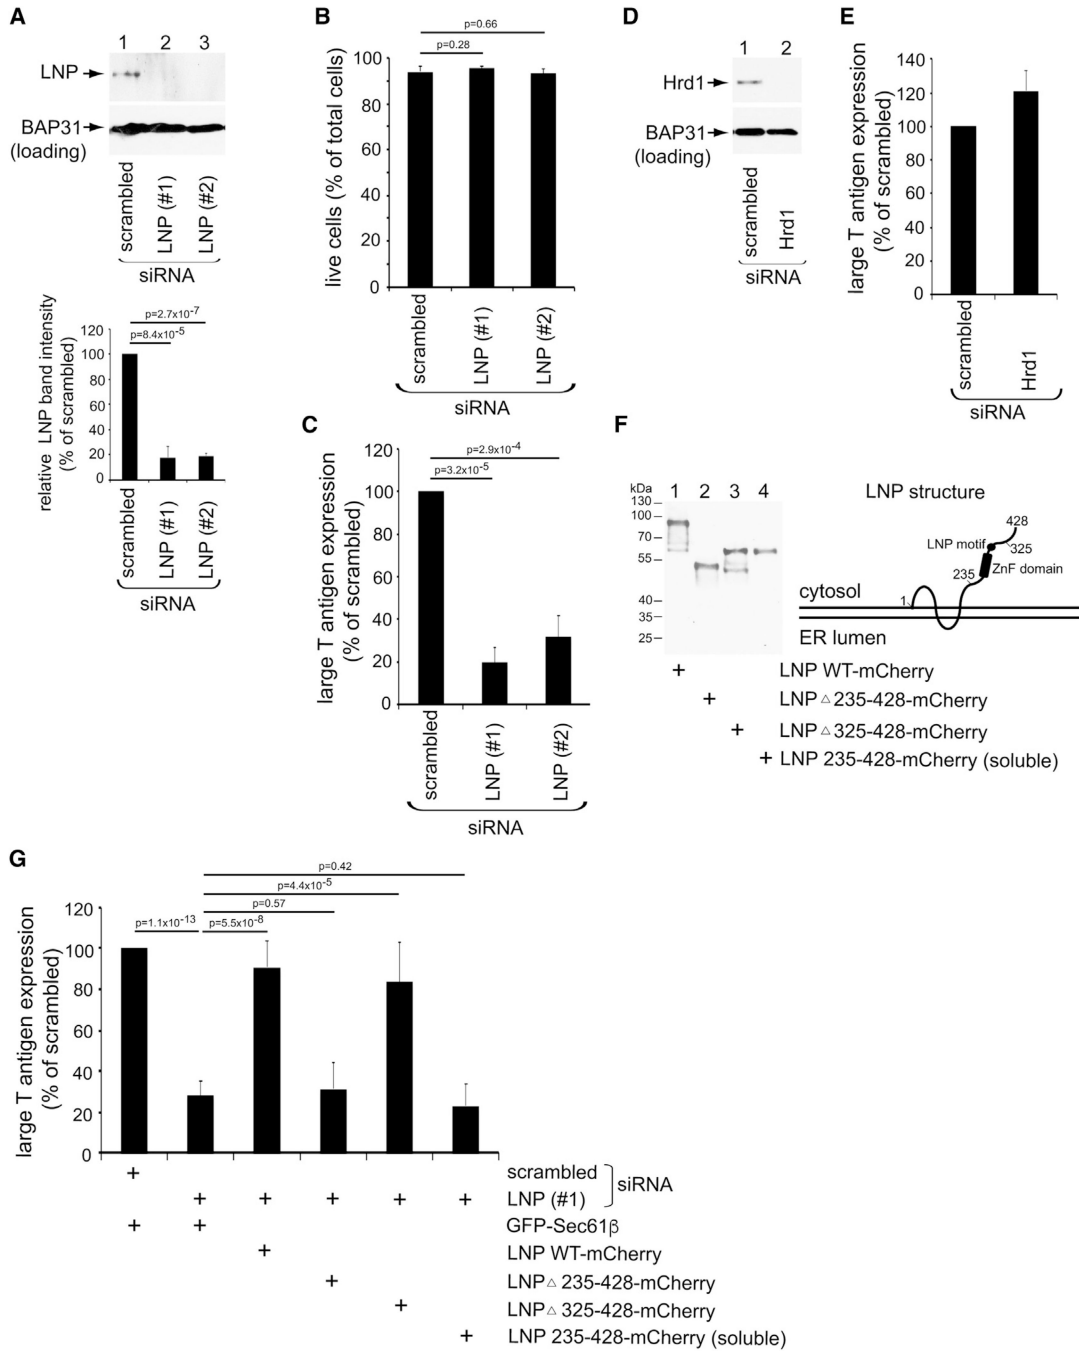 A
1 2 3
LNP
BAP31
(loading)
scrambled
LNP (#1)
LNP (#2)
siRNA
p=2.7x10-7
p=8.4x10-5
relative LNP band intensity
(% of scrambled)
120
100
80
60
40
20
0
scrambled
LNP (#1)
LNP (#2)
siRNA
B
p=0.66
p=0.28
live cells (% of total cells)
100
80
60
40
20
0
scrambled
LNP (#1)
LNP (#2)
siRNA
C
p=2.9x10-4
p=3.2x10-5
large T antigen expression
(% of scrambled)
120
100
80
60
40
20
0
scrambled
LNP (#1)
LNP (#2)
siRNA
D
1 2
Hrd1
BAP31
(loading)
scrambled
Hrd1
siRNA
E
large T antigen expression
(% of scrambled)
140
120
100
80
60
40
20
0
scrambled
Hrd1
siRNA
F
kDa
1 2 3 4
130
100
70
55
40
35
25
LNP structure
428
LNP motif
325
ZnF domain
235
1
cytosol
ER lumen
+ LNP WT-mCherry
+ LNP △ 235-428-mCherry
+ LNP △ 325-428-mCherry
+ LNP 235-428-mCherry (soluble)
G
p=0.42
p=4.4x10-5
p=0.57
p=1.1x10-13
p=5.5x10-8
large T antigen expression
(% of scrambled)
120
100
80
60
40
20
0
+ scrambled
+ + + + + LNP (#1)
siRNA
+ + GFP-Sec61β
+ LNP WT-mCherry
+ LNP△ 235-428-mCherry
+ LNP△ 325-428-mCherry
+ LNP 235-428-mCherry (soluble)